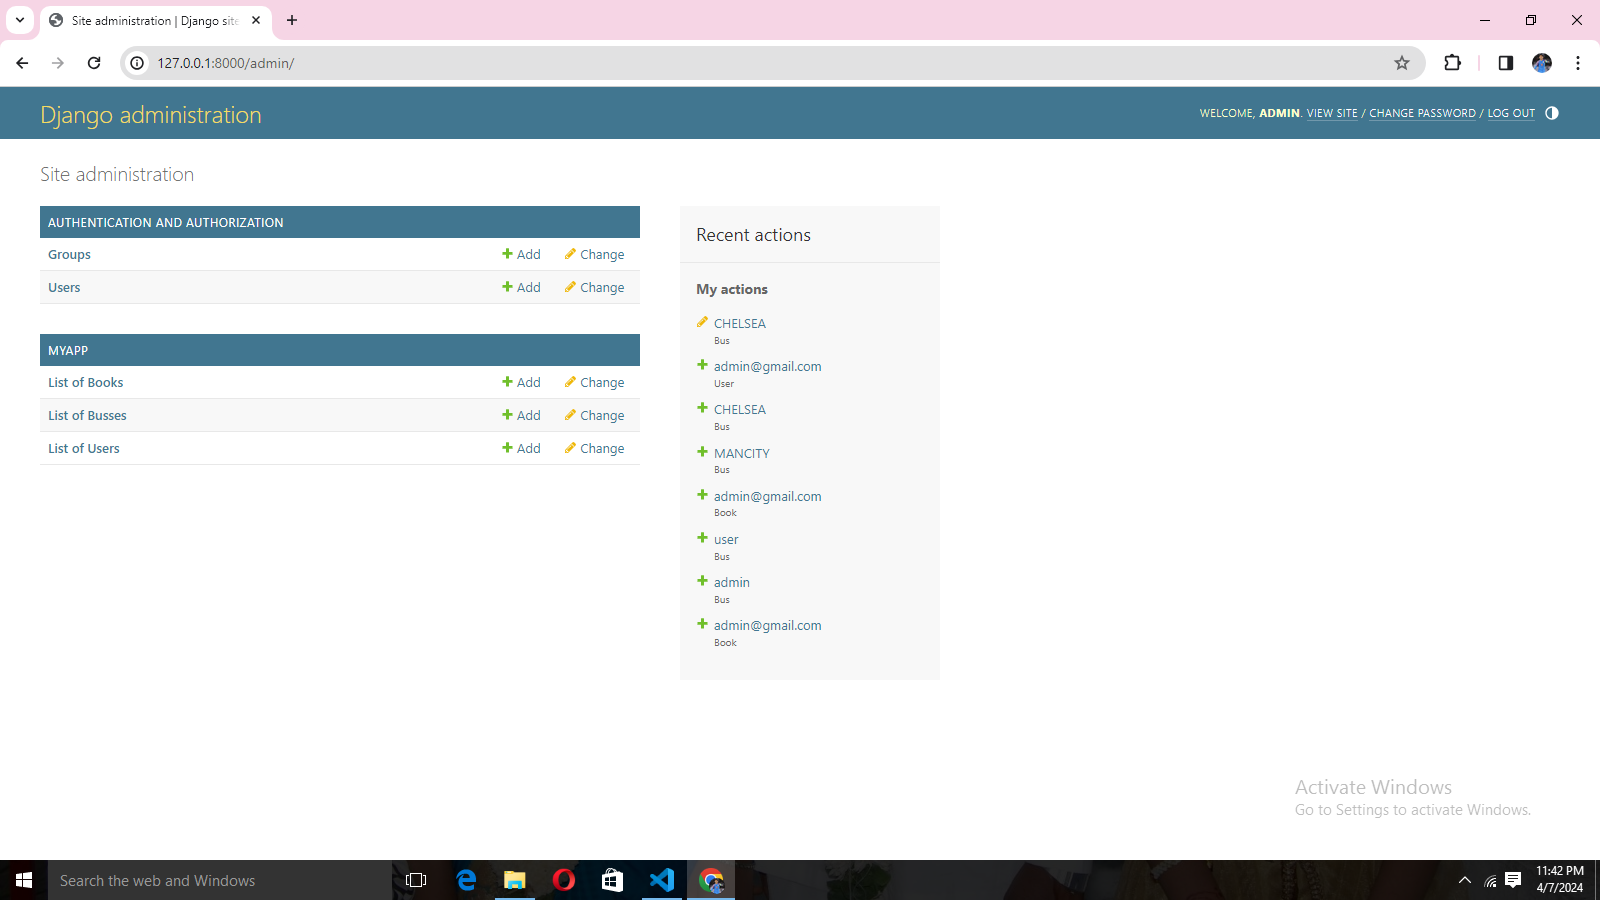 Site administration | Django site
127.0.0.1:8000/admin/
Django administration
WELCOME, ADMIN. VIEW SITE / CHANGE PASSWORD / LOG OUT
Site administration
AUTHENTICATION AND AUTHORIZATION
Groups Add Change
Users Add Change
MYAPP
List of Books Add Change
List of Busses Add Change
List of Users Add Change
Recent actions
My actions
CHELSEA
Bus
admin@gmail.com
User
CHELSEA
Bus
MANCITY
Bus
admin@gmail.com
Book
user
Bus
admin
Bus
admin@gmail.com
Book
Activate Windows
Go to Settings to activate Windows.
Search the web and Windows
11:42 PM
4/7/2024